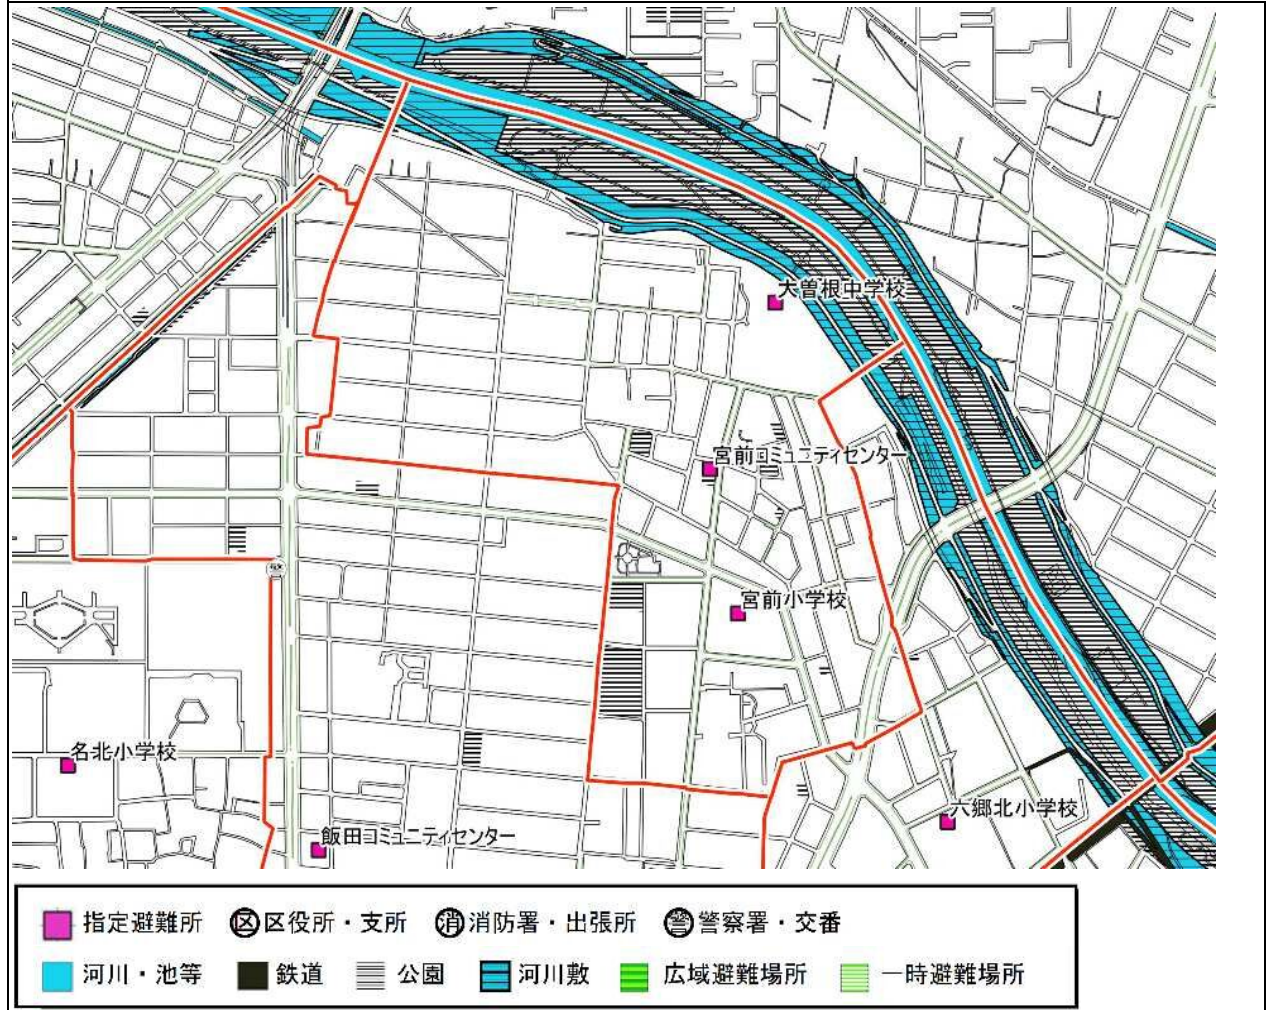 大曽根中学校
宮前コミュニティセンター
宮前小学校
名北小学校
六郷北小学校
飯田コミュニティセンター
指定避難所 区 区役所・支所 消 消防署・出張所 警 警察署・交番
河川・池等 鉄道 公園 河川敷 広域避難場所 一時避難場所